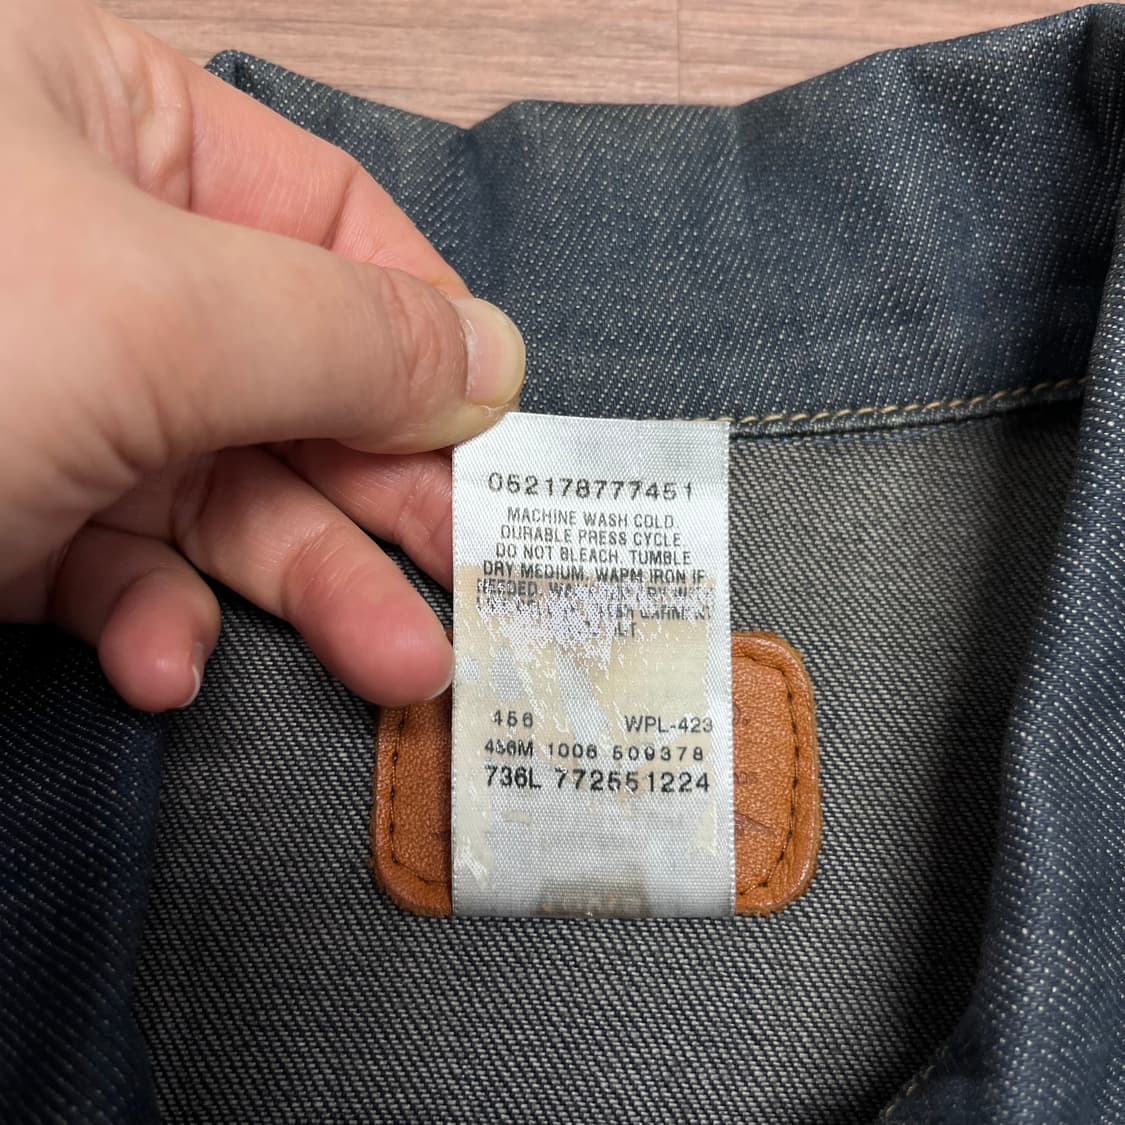 052178777451
MACHINE WASH COLD.
DURABLE PRESS CYCLE.
DO NOT BLEACH. TUMBLE
DRY MEDIUM, WARM IRON IF
NEEDED.
GARMENT
456 WPL-423
456M 1006 509378
736L 772551224